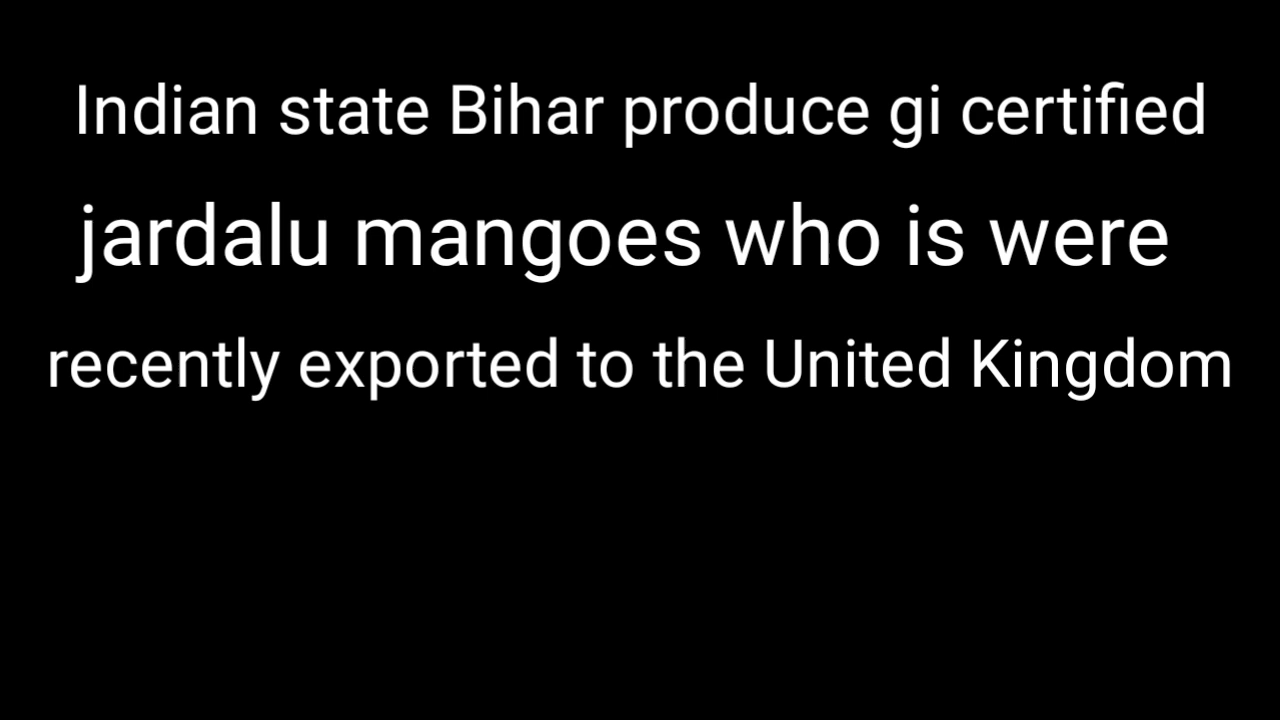 Indian state Bihar produce gi certified
jardalu mangoes who is were
recently exported to the United Kingdom